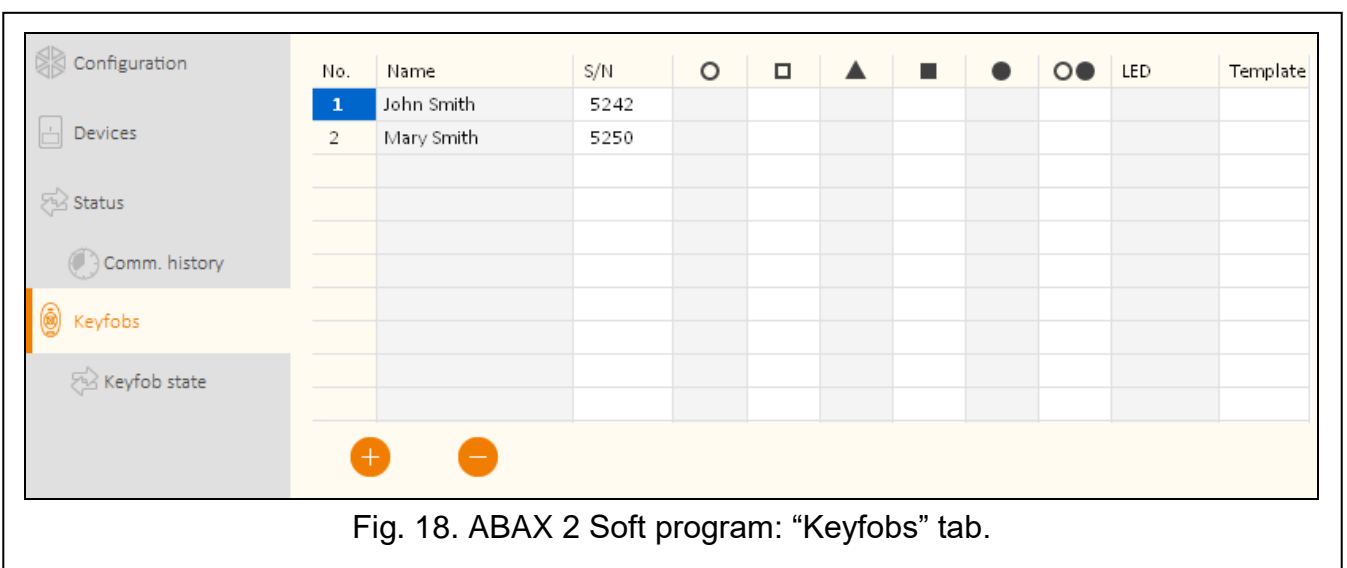 Configuration
Devices
Status
Comm. history
Keyfobs
Keyfob state
No. Name S/N LED Template
1 John Smith 5242
2 Mary Smith 5250
Fig. 18. ABAX 2 Soft program: “Keyfobs” tab.